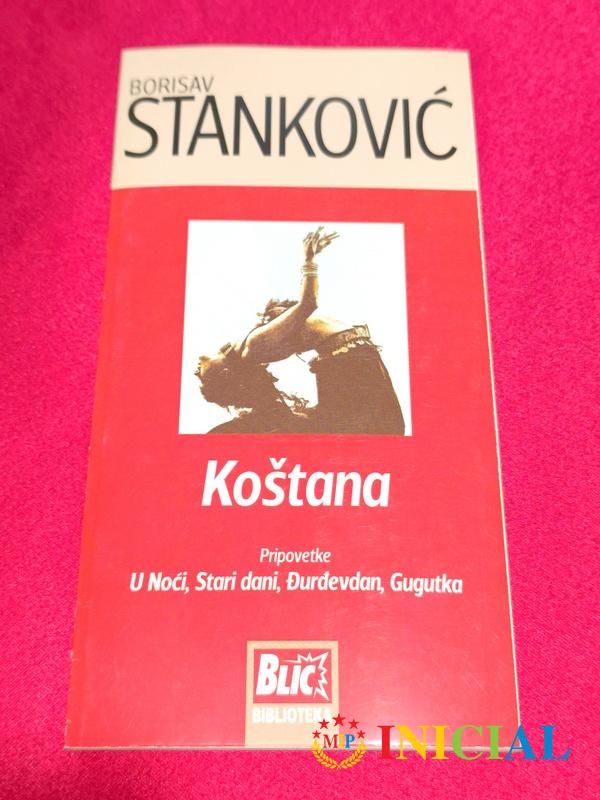 BORISAV
STANKOVIĆ
Koštana
Pripovetke
U Noći, Stari dani, Đurđevdan, Gugutka
BLIC
BIBLIOTEKA
MP INICIAL